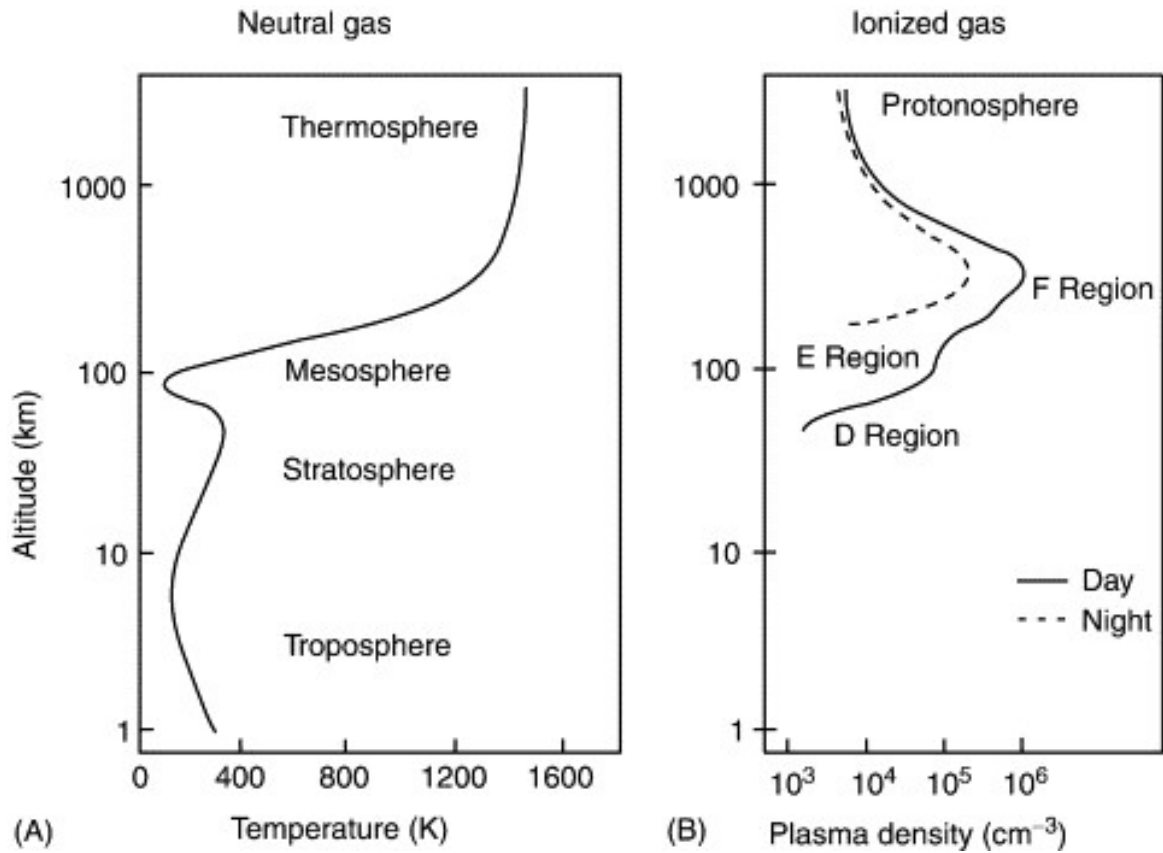 Neutral gas
Thermosphere
Mesosphere
Stratosphere
Troposphere
1000
100
10
1
Altitude (km)
0 400 800 1200 1600
(A) Temperature (K)
Ionized gas
Protonosphere
F Region
E Region
D Region
Day
Night
1000
100
10
1
10³ 10⁴ 10⁵ 10⁶
(B) Plasma density (cm⁻³)